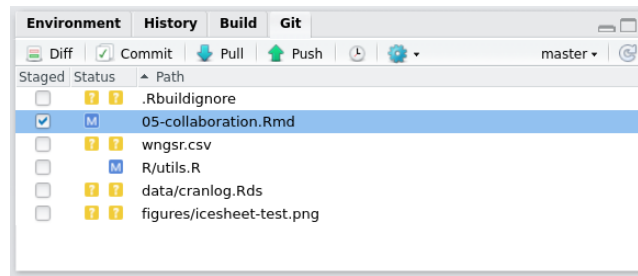 Environment History Build Git
Diff Commit Pull Push master
Staged Status Path
? ? .Rbuildignore
M 05-collaboration.Rmd
? ? wngsr.csv
M R/utils.R
? ? data/cranlog.Rds
? ? figures/icesheet-test.png